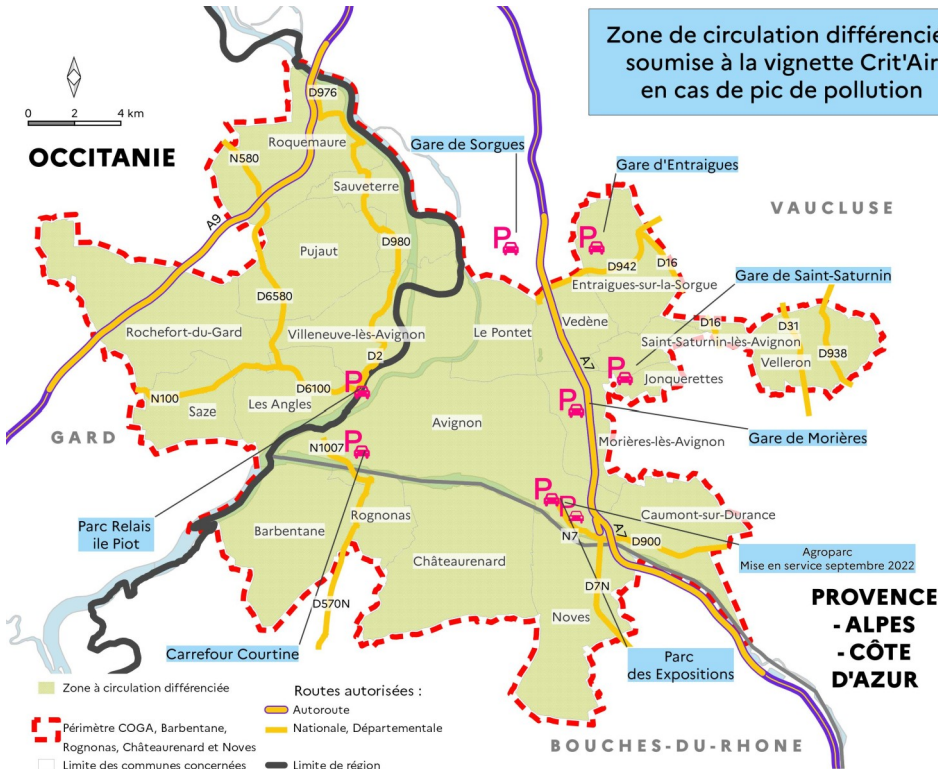 Zone de circulation différencié
soumise à la vignette Crit'Air
en cas de pic de pollution
0 2 4 km
OCCITANIE
D976
Roquemaure
N580
Gare de Sorgues
Gare d'Entraigues
Sauveterre
VAUCLUSE
A9
D980
Pujaut
D942
D16
Gare de Saint-Saturnin
Entraigues-sur-la-Sorgue
D6580
Rochefort-du-Gard
Villeneuve-lès-Avignon
Le Pontet
Vedène
D16
D31
Saint-Saturnin-lès-Avignon
D938
Velleron
D2
A7
P
P
P
Jonquerettes
P
N100
D6100
Les Angles
Saze
P
Avignon
GARD
Morières-lès-Avignon
Gare de Morières
N1007
P
Parc Relais
ile Piot
Rognonas
Barbentane
P
P
Caumont-sur-Durance
A7
N7
D900
Agroparc
Mise en service septembre 2022
Châteaurenard
D7N
D570N
Noves
Carrefour Courtine
Parc
des Expositions
PROVENCE
- ALPES
- CÔTE
D'AZUR
BOUCHES-DU-RHONE
Zone à circulation différenciée
Périmètre COGA, Barbentane,
Rognonas, Châteaurenard et Noves
Limite des communes concernées
Routes autorisées :
Autoroute
Nationale, Départementale
Limite de région